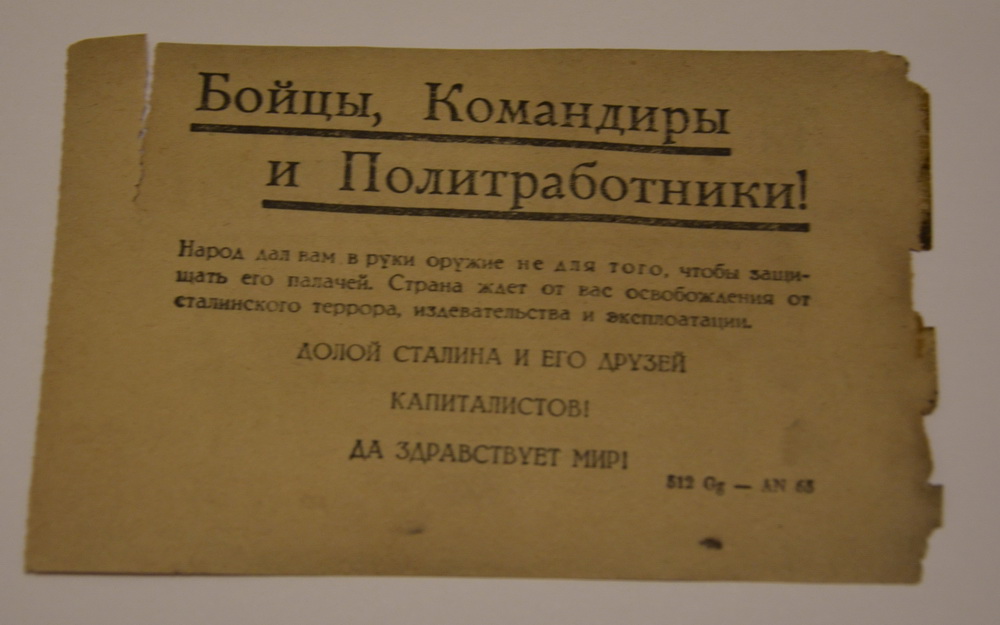 Бойцы, Командиры
и Политработники!
Народ дал вам в руки оружие не для того, чтобы защи-
щать его палачей. Страна ждет от вас освобождения от
сталинского террора, издевательства и эксплоатации.
ДОЛОЙ СТАЛИНА И ЕГО ДРУЗЕЙ
КАПИТАЛИСТОВ!
ДА ЗДРАВСТВУЕТ МИР!
512 Gg — AN 65